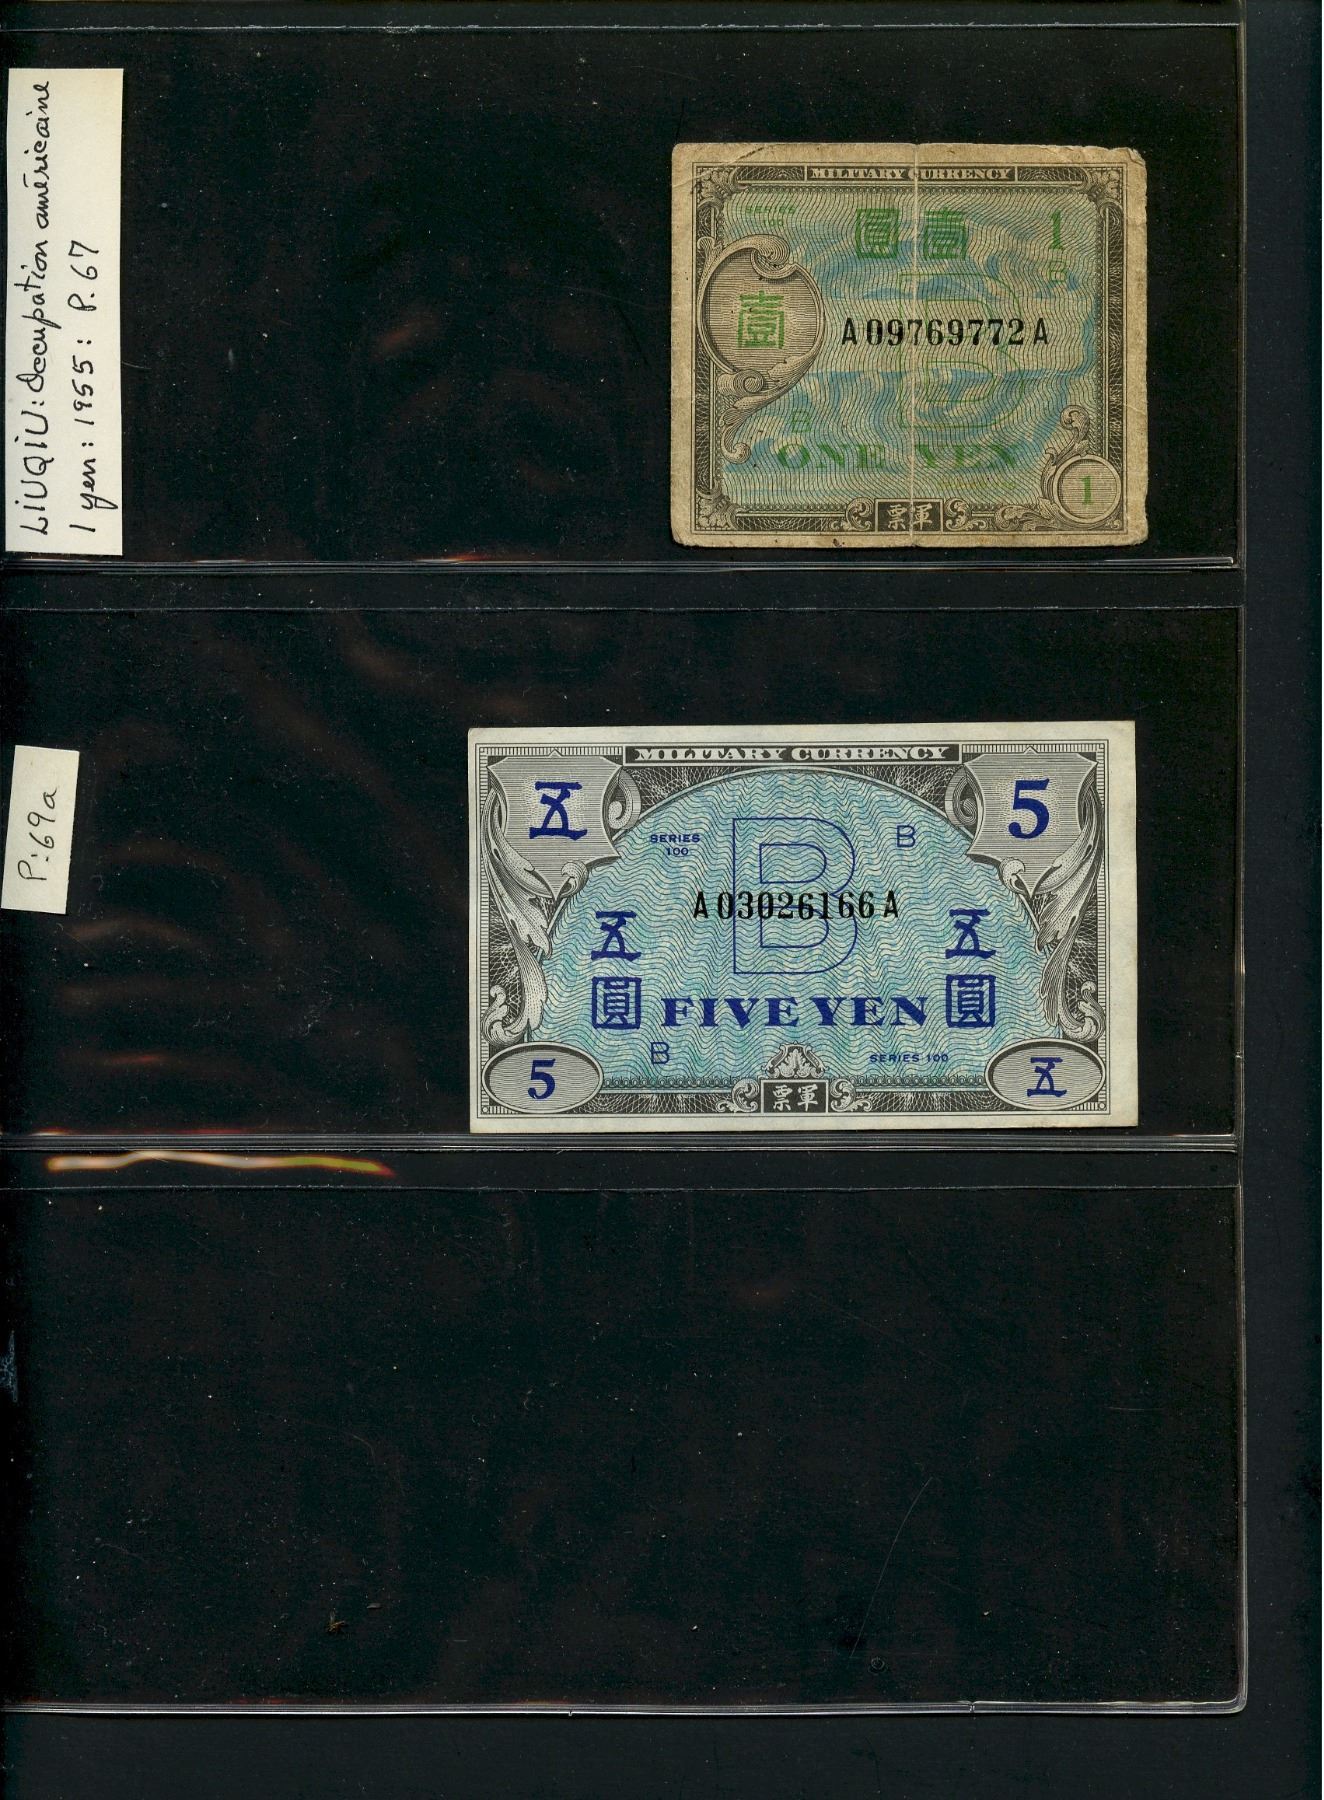 LIUQIU: Occupation américaine
1 yen: 1955: P. 67
MILITARY CURRENCY
SERIES
100
圓 壹
1
B
壹
B
A 09769772 A
B
ONE YEN
1
票軍
P:69a
MILITARY CURRENCY
五
5
SERIES
100
B
B
A 03026166 A
五
五
圓 FIVE YEN 圓
B
SERIES 100
5
票軍
五